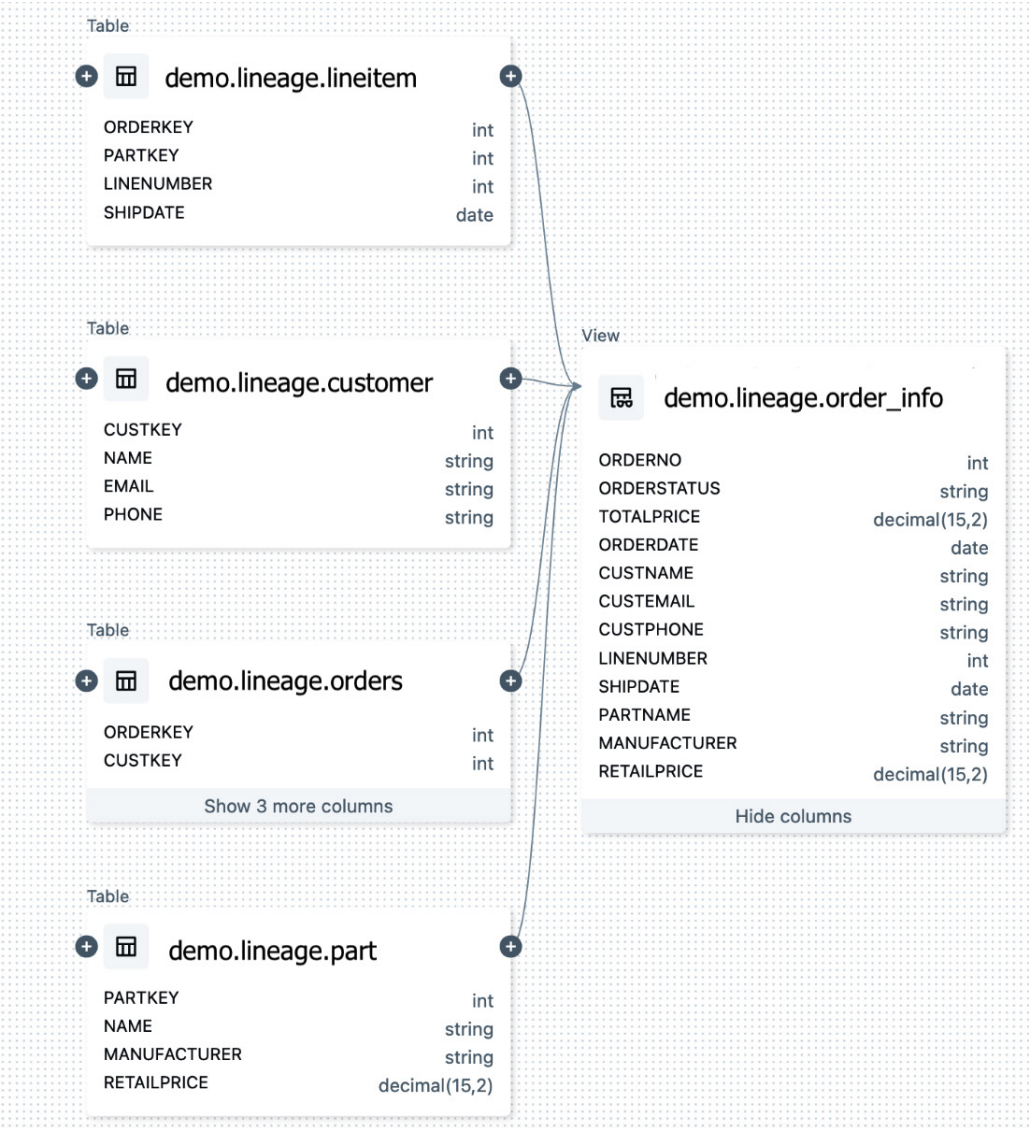 Table
demo.lineage.lineitem
ORDERKEY int
PARTKEY int
LINENUMBER int
SHIPDATE date
Table
demo.lineage.customer
CUSTKEY int
NAME string
EMAIL string
PHONE string
Table
demo.lineage.orders
ORDERKEY int
CUSTKEY int
Show 3 more columns
Table
demo.lineage.part
PARTKEY int
NAME string
MANUFACTURER string
RETAILPRICE decimal(15,2)
View
demo.lineage.order_info
ORDERNO int
ORDERSTATUS string
TOTALPRICE decimal(15,2)
ORDERDATE date
CUSTNAME string
CUSTEMAIL string
CUSTPHONE string
LINENUMBER int
SHIPDATE date
PARTNAME string
MANUFACTURER string
RETAILPRICE decimal(15,2)
Hide columns